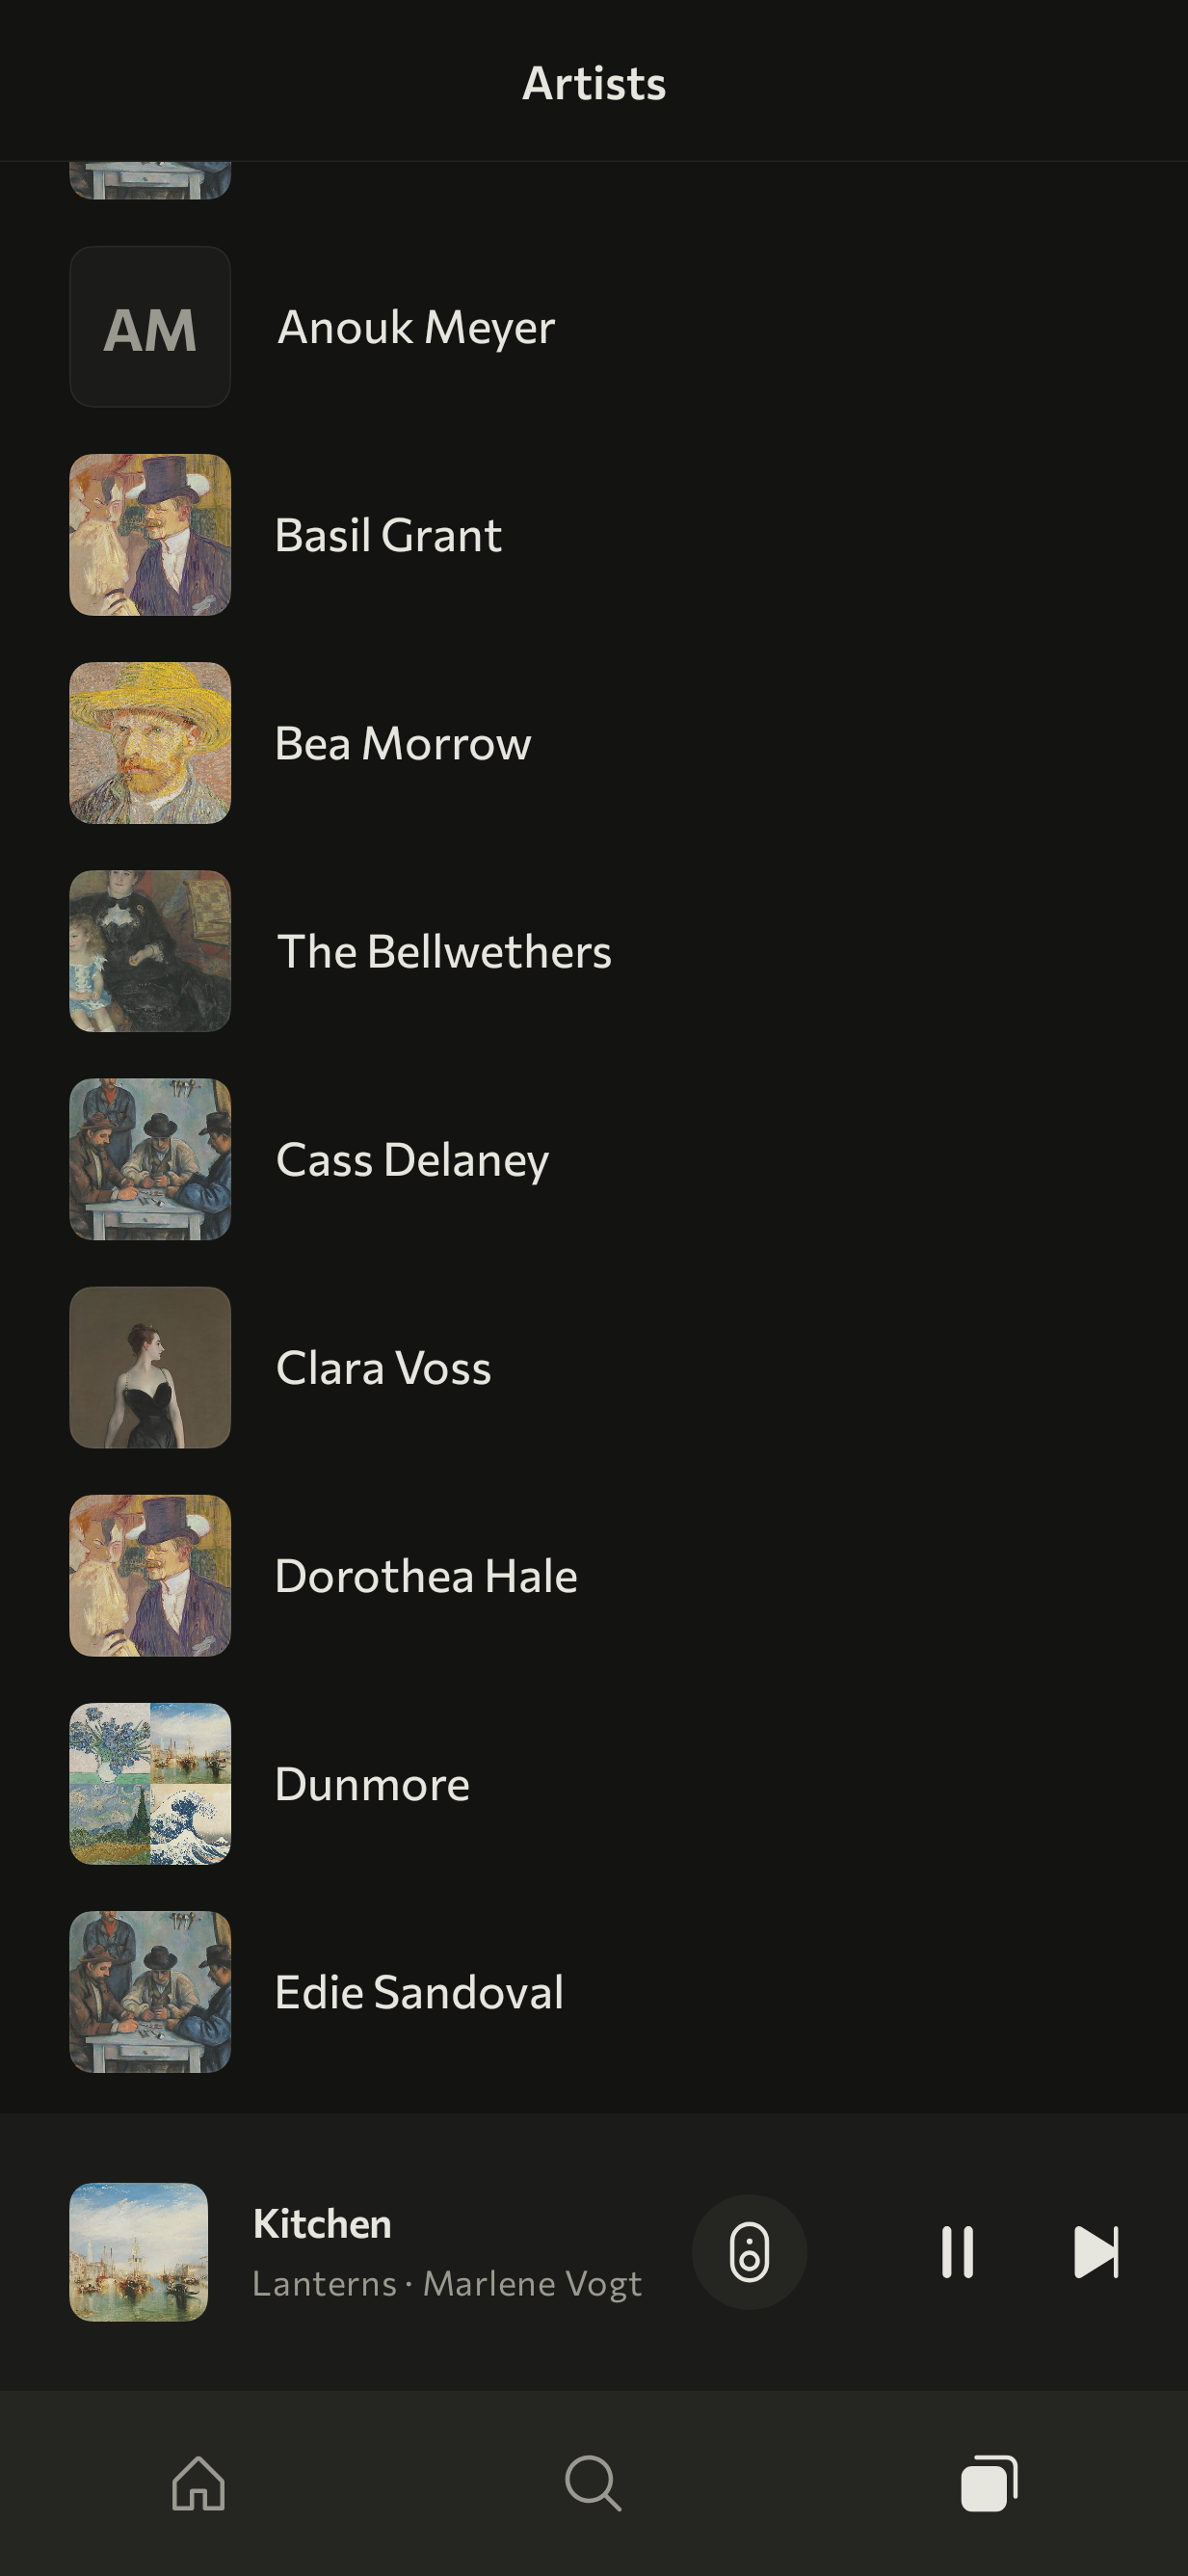 Artists
AM
Anouk Meyer
Basil Grant
Bea Morrow
The Bellwethers
Cass Delaney
Clara Voss
Dorothea Hale
Dunmore
Edie Sandoval
Kitchen
Lanterns · Marlene Vogt